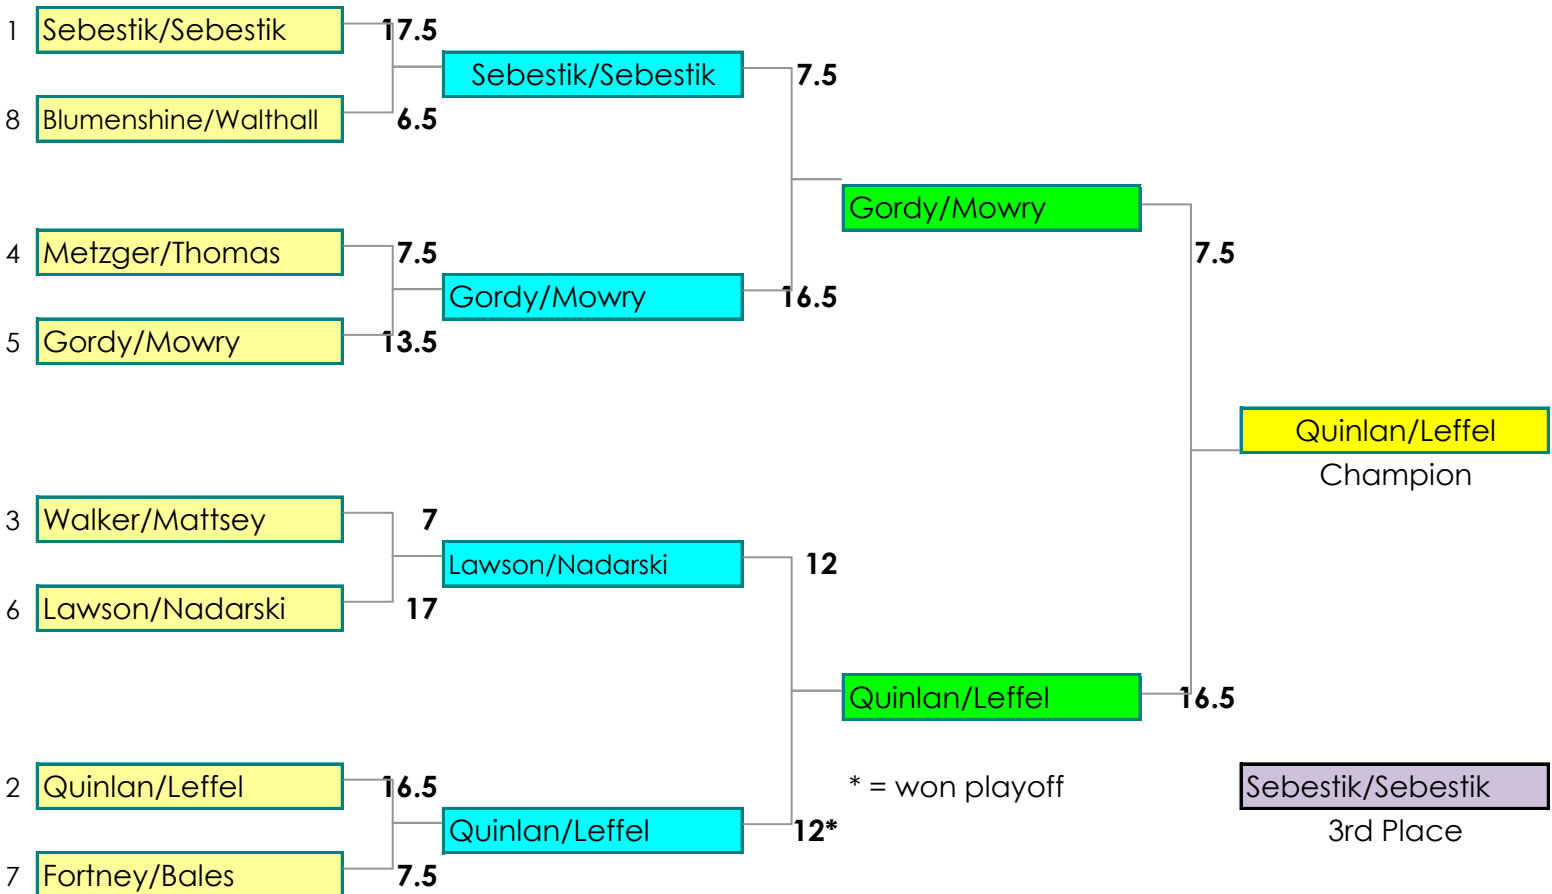 1 Sebestik/Sebestik 17.5
Sebestik/Sebestik 7.5
8 Blumenshine/Walthall 6.5
Gordy/Mowry
4 Metzger/Thomas 7.5
7.5
Gordy/Mowry 16.5
5 Gordy/Mowry 13.5
Quinlan/Leffel
Champion
3 Walker/Mattsey 7
Lawson/Nadarski 12
6 Lawson/Nadarski 17
Quinlan/Leffel 16.5
2 Quinlan/Leffel 16.5
* = won playoff
Sebestik/Sebestik
Quinlan/Leffel 12*
3rd Place
7 Fortney/Bales 7.5